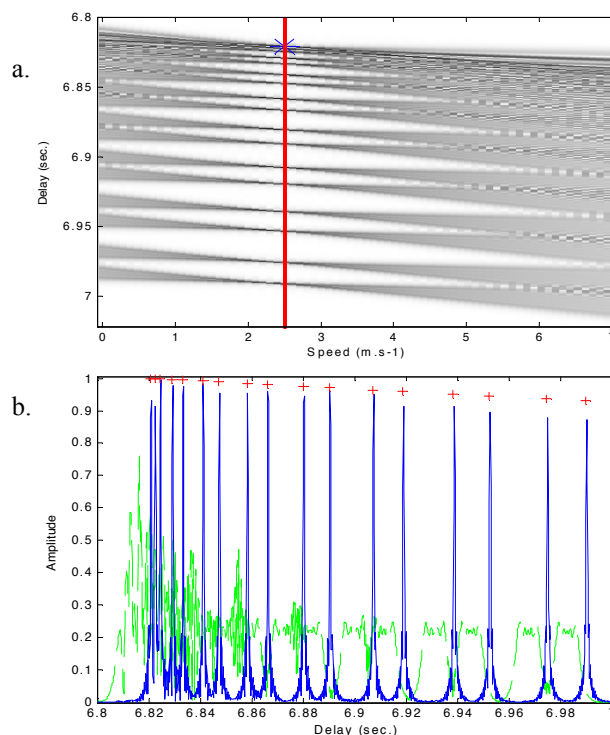 a.
6.8
6.85
6.9
6.95
7
Delay (sec.)
0 1 2 3 4 5 6 7
Speed (m.s-1)
b.
1
0.9
0.8
0.7
0.6
0.5
0.4
0.3
0.2
0.1
0
Amplitude
6.8 6.82 6.84 6.86 6.88 6.9 6.92 6.94 6.96 6.98
Delay (sec.)